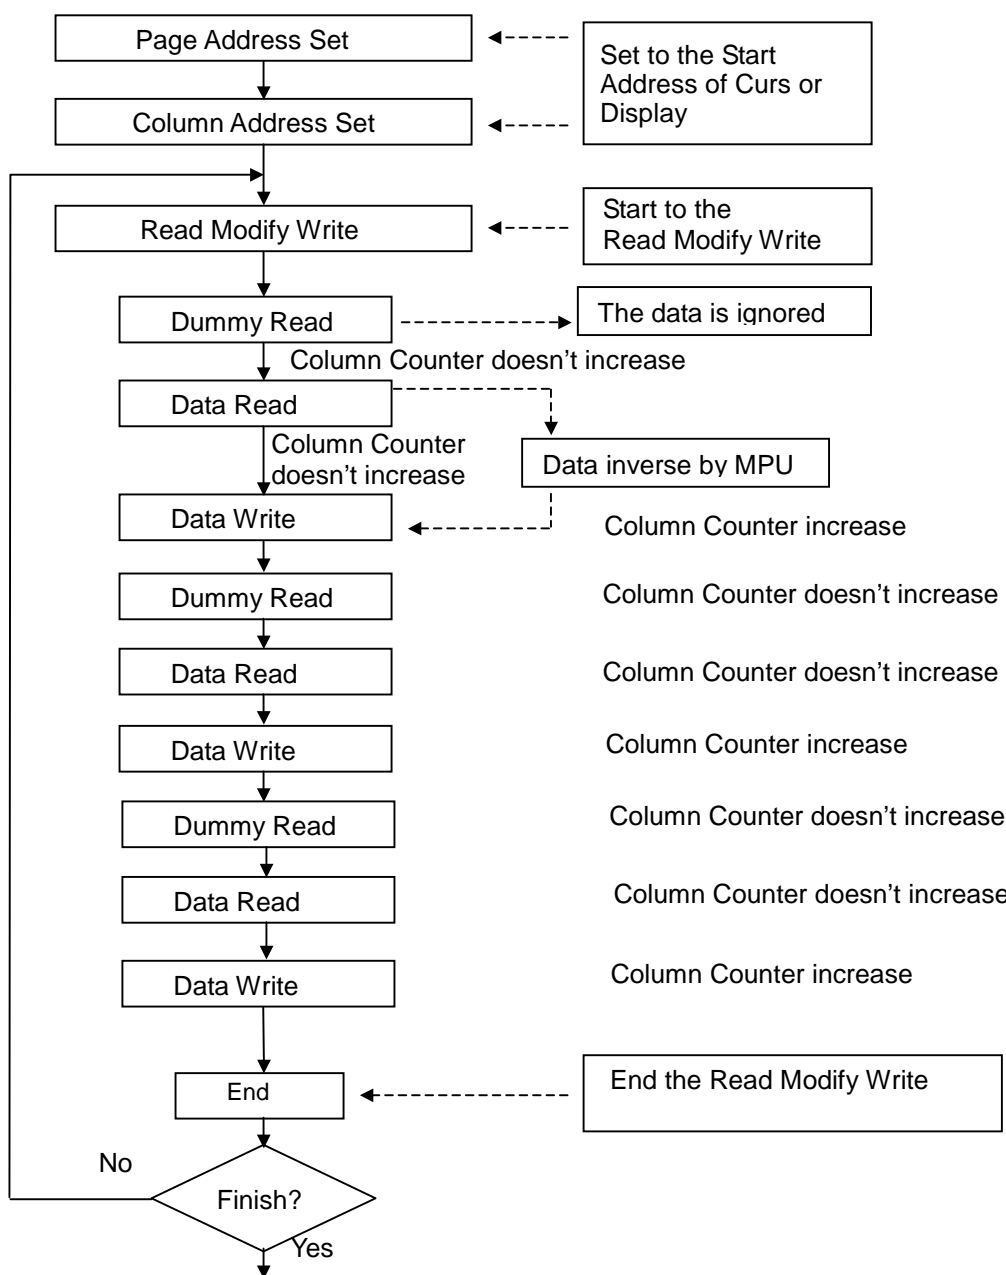 Page Address Set
Set to the Start
Address of Curs or
Display
Column Address Set
Read Modify Write
Start to the
Read Modify Write
Dummy Read
The data is ignored
Column Counter doesn't increase
Data Read
Column Counter
doesn't increase
Data inverse by MPU
Data Write
Column Counter increase
Dummy Read
Column Counter doesn't increase
Data Read
Column Counter doesn't increase
Data Write
Column Counter increase
Dummy Read
Column Counter doesn't increase
Data Read
Column Counter doesn't increase
Data Write
Column Counter increase
End
End the Read Modify Write
No
Finish?
Yes